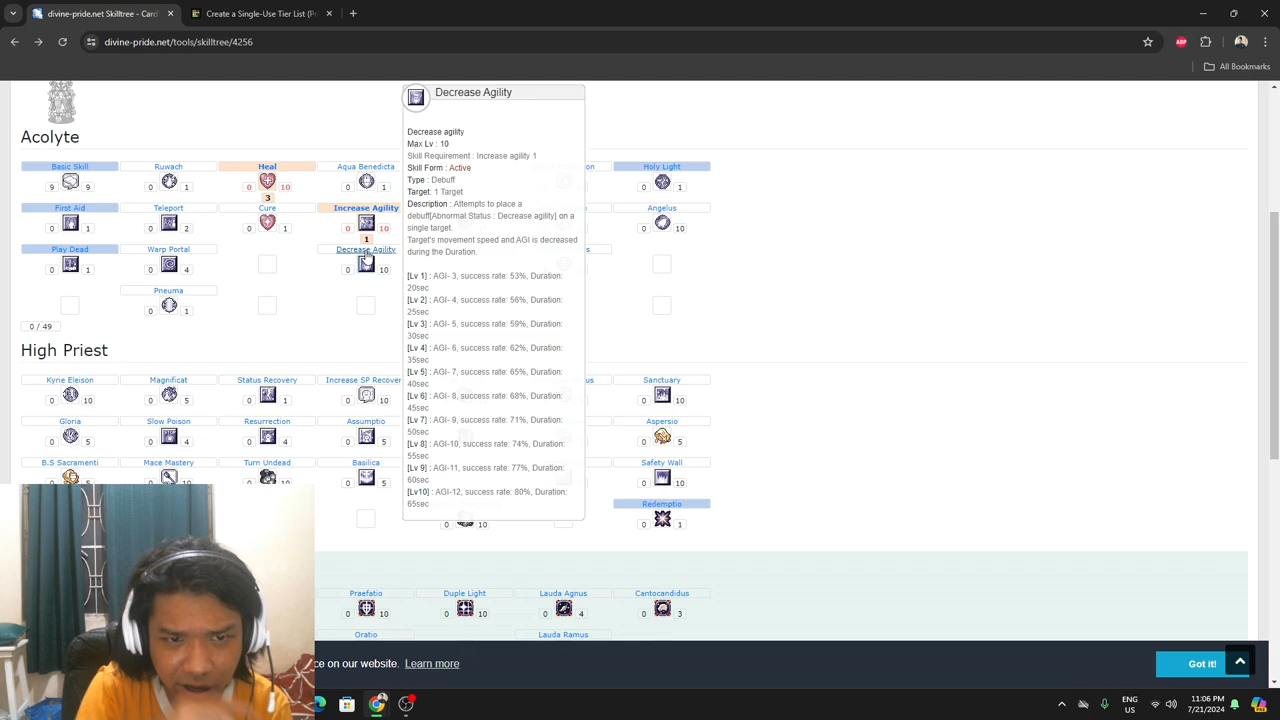 divine-pride.net - Card Datab
Create a Single-Use Tier List (P
divine-pride.net/tools/skilltree/4256
All Bookmarks
Acolyte
Basic Skill
9 9
Ruwach
0 1
Heal
0 10
3
Aqua Benedicta
0 1
Holy Light
0 1
First Aid
0 1
Teleport
0 2
Cure
0 1
Increase Agility
0 10
1
Angelus
0 10
Play Dead
0 1
Warp Portal
0 4
Decrease Agility
0 10
Pneuma
0 1
0 / 49
Decrease Agility
Decrease agility
Max Lv : 10
Skill Requirement : Increase agility 1
Skill Form : Active
Type : Debuff
Target: 1 Target
Description : Attempts to place a
debuff[Abnormal Status : Decrease agility] on a
single target.
Target's movement speed and AGI is decreased
during the Duration.
[Lv 1] : AGI- 3, success rate: 53%, Duration:
20sec
[Lv 2] : AGI- 4, success rate: 56%, Duration:
25sec
[Lv 3] : AGI- 5, success rate: 59%, Duration:
30sec
[Lv 4] : AGI- 6, success rate: 62%, Duration:
35sec
[Lv 5] : AGI- 7, success rate: 65%, Duration:
40sec
[Lv 6] : AGI- 8, success rate: 68%, Duration:
45sec
[Lv 7] : AGI- 9, success rate: 71%, Duration:
50sec
[Lv 8] : AGI-10, success rate: 74%, Duration:
55sec
[Lv 9] : AGI-11, success rate: 77%, Duration:
60sec
[Lv10] : AGI-12, success rate: 80%, Duration:
65sec
High Priest
Kyrie Eleison
0 10
Magnificat
0 5
Status Recovery
0 1
Increase SP Recover
0 10
Sanctuary
0 10
Gloria
0 5
Slow Poison
0 4
Resurrection
0 4
Assumptio
0 5
Aspersio
0 5
B.S Sacramenti
0 5
Mace Mastery
0 10
Turn Undead
0 10
Basilica
0 5
Safety Wall
0 10
Redemptio
0 1
0 10
Praefatio
0 10
Duple Light
0 10
Lauda Agnus
0 4
Cantocandidus
0 3
Oratio
Lauda Ramus
ce on our website. Learn more
Got it!
ENG
US
11:06 PM
7/21/2024